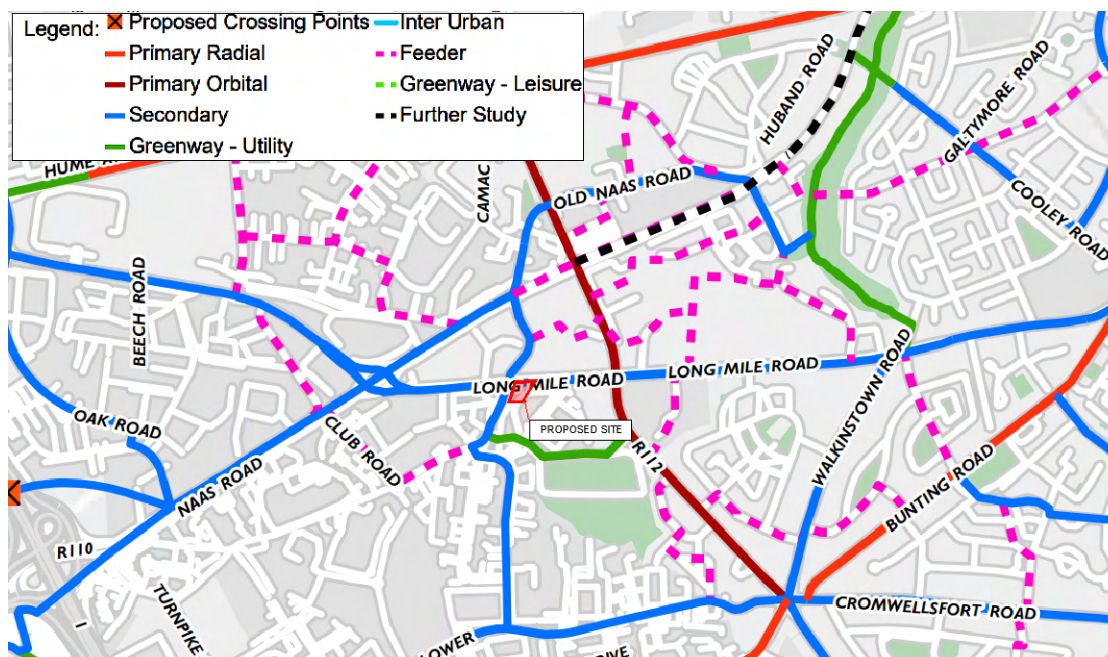 Legend:
Proposed Crossing Points
Inter Urban
Primary Radial
Feeder
Primary Orbital
Greenway - Leisure
Secondary
Further Study
Greenway - Utility
HUBAND ROAD
GALTYMORE ROAD
HUME
CAMAC
OLD NAAS ROAD
COOLEY ROAD
BEECH ROAD
LONG MILE ROAD
LONG MILE ROAD
WALKINSTOWN ROAD
OAK ROAD
CLUB ROAD
PROPOSED SITE
R112
NAAS ROAD
BUNTING ROAD
R110
TURNPIKE
CROMWELLSFORT ROAD
LOWER